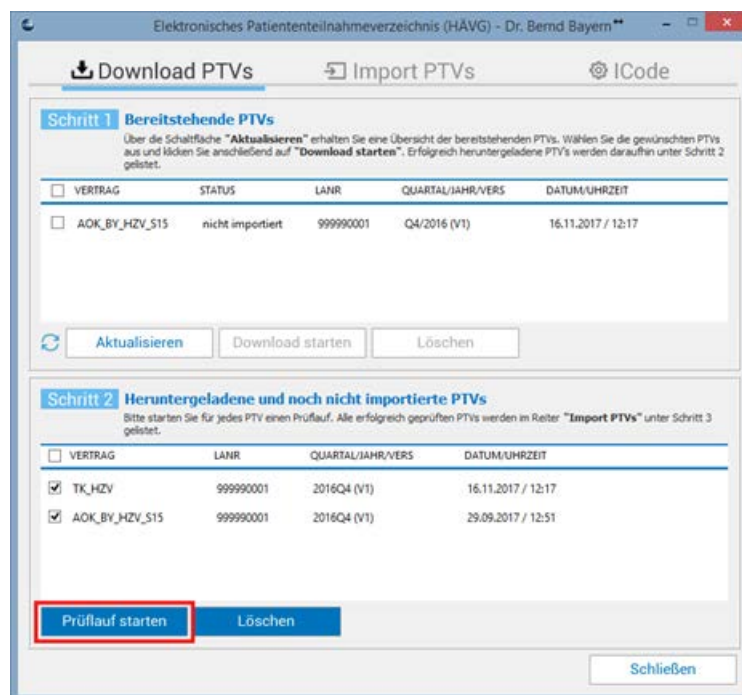 Elektronisches Patiententeilnahmeverzeichnis (HÄVG) - Dr. Bernd Bayern**
Download PTVs
Import PTVs
ICode
Schritt 1 Bereitstehende PTVs
Über die Schaltfläche "Aktualisieren" erhalten Sie eine Übersicht der bereitstehenden PTVs. Wählen Sie die gewünschten PTVs
aus und klicken Sie anschließend auf "Download starten". Erfolgreich heruntergeladene PTV's werden daraufhin unter Schritt 2
gelistet.
VERTRAG STATUS LANR QUARTAL/JAHR/VERS DATUM/UHRZEIT
AOK_BY_HZV_S15 nicht importiert 999990001 Q4/2016 (V1) 16.11.2017 / 12:17
Aktualisieren Download starten Löschen
Schritt 2 Heruntergeladene und noch nicht importierte PTVs
Bitte starten Sie für jedes PTV einen Prüflauf. Alle erfolgreich geprüften PTVs werden im Reiter "Import PTVs" unter Schritt 3
gelistet.
VERTRAG LANR QUARTAL/JAHR/VERS DATUM/UHRZEIT
TK_HZV 999990001 2016Q4 (V1) 16.11.2017 / 12:17
AOK_BY_HZV_S15 999990001 2016Q4 (V1) 29.09.2017 / 12:51
Prüflauf starten Löschen
Schließen